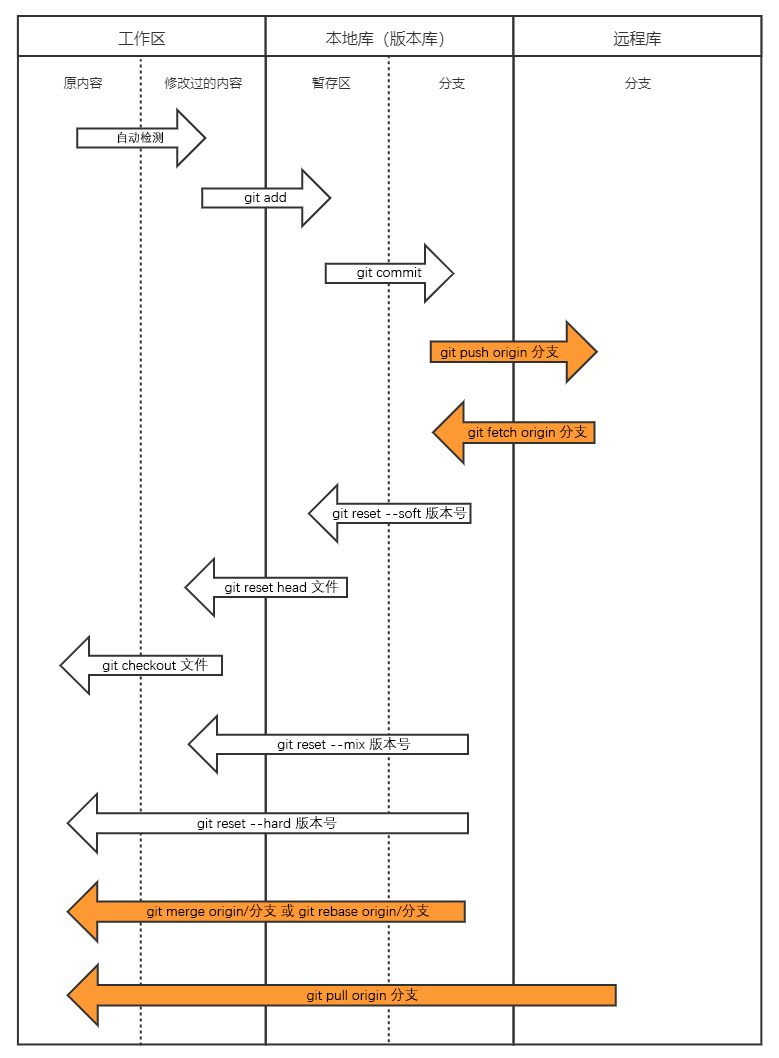 工作区
本地库（版本库）
远程库
原内容
修改过的内容
暂存区
分支
分支
自动检测
git add
git commit
git push origin 分支
git fetch origin 分支
git reset --soft 版本号
git reset head 文件
git checkout 文件
git reset --mix 版本号
git reset --hard 版本号
git merge origin/分支 或 git rebase origin/分支
git pull origin 分支